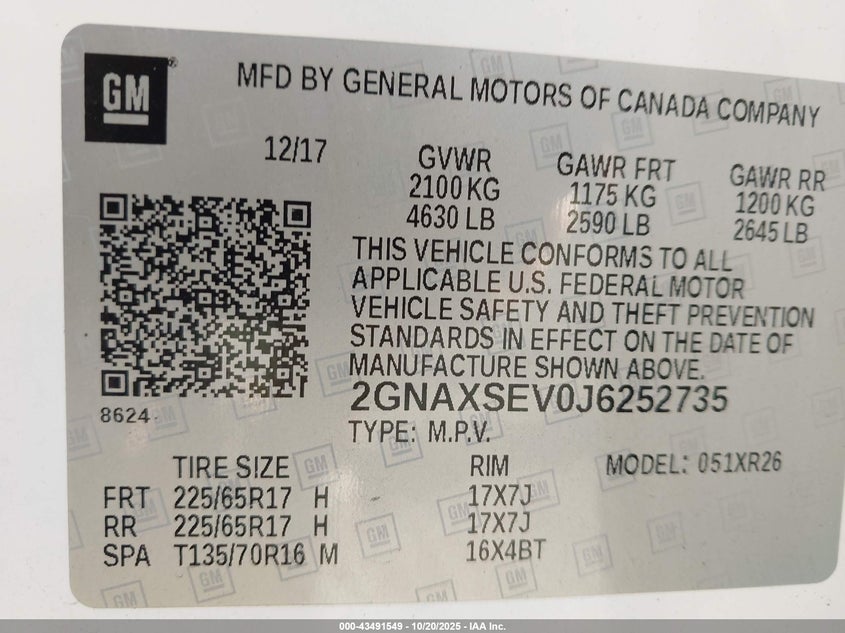 GM
MFD BY GENERAL MOTORS OF CANADA COMPANY
12/17
GVWR
2100 KG
4630 LB
GAWR FRT
1175 KG
2590 LB
GAWR RR
1200 KG
2645 LB
THIS VEHICLE CONFORMS TO ALL
APPLICABLE U.S. FEDERAL MOTOR
VEHICLE SAFETY AND THEFT PREVENTION
STANDARDS IN EFFECT ON THE DATE OF
MANUFACTURE SHOWN ABOVE.
2GNAXSEV0J6252735
TYPE: M.P.V.
8624
TIRE SIZE RIM MODEL: 051XR26
FRT 225/65R17 H 17X7J
RR 225/65R17 H 17X7J
SPA T135/70R16 M 16X4BT
000-43491549 - 10/20/2025 - IAA Inc.